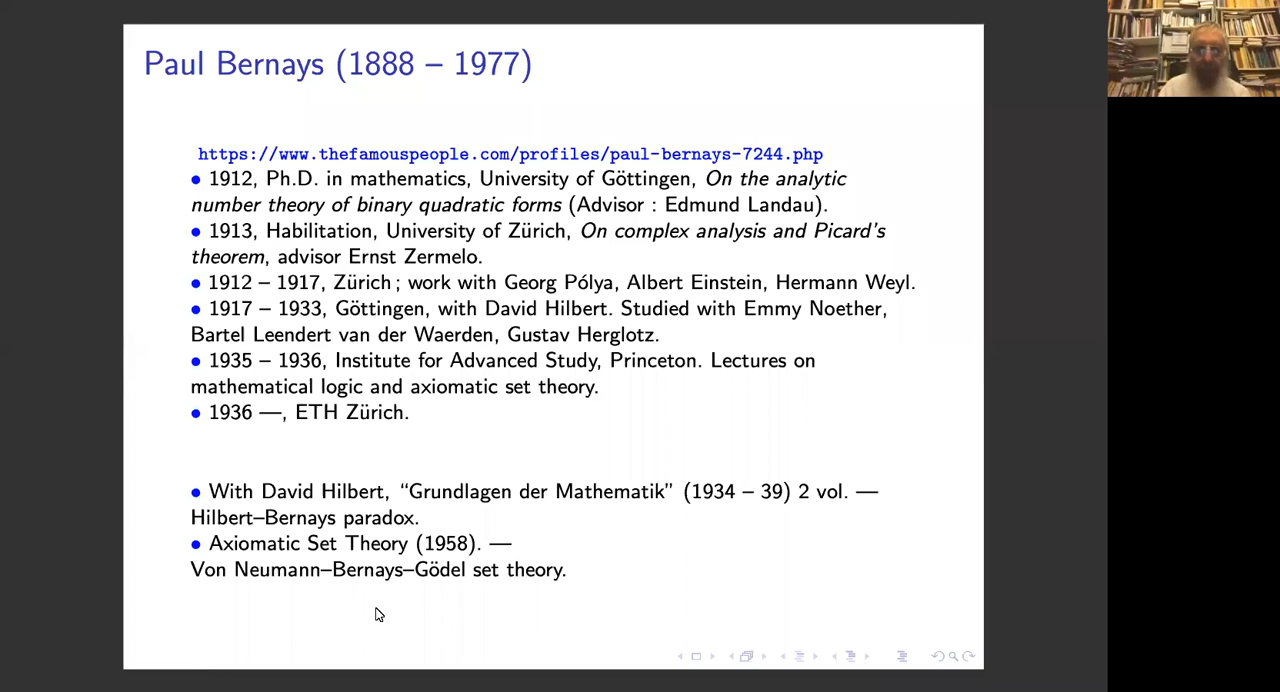 Paul Bernays (1888 – 1977)
https://www.thefamouspeople.com/profiles/paul-bernays-7244.php
• 1912, Ph.D. in mathematics, University of Göttingen, On the analytic
number theory of binary quadratic forms (Advisor : Edmund Landau).
• 1913, Habilitation, University of Zürich, On complex analysis and Picard's
theorem, advisor Ernst Zermelo.
• 1912 – 1917, Zürich ; work with Georg Pólya, Albert Einstein, Hermann Weyl.
• 1917 – 1933, Göttingen, with David Hilbert. Studied with Emmy Noether,
Bartel Leendert van der Waerden, Gustav Herglotz.
• 1935 – 1936, Institute for Advanced Study, Princeton. Lectures on
mathematical logic and axiomatic set theory.
• 1936 —, ETH Zürich.
• With David Hilbert, “Grundlagen der Mathematik” (1934 – 39) 2 vol. —
Hilbert–Bernays paradox.
• Axiomatic Set Theory (1958). —
Von Neumann–Bernays–Gödel set theory.